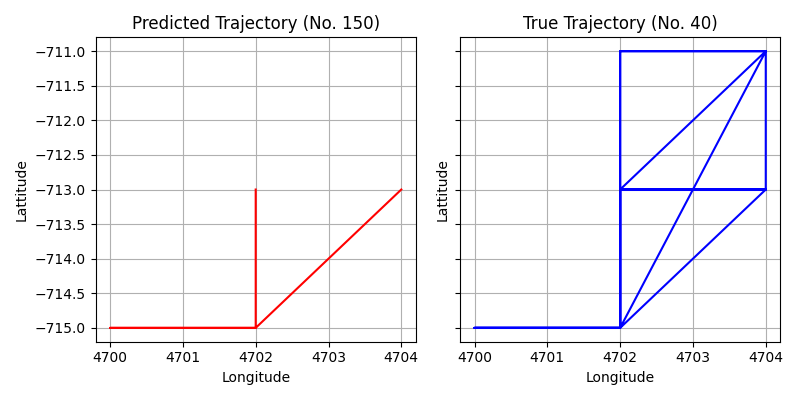 Predicted Trajectory (No. 150)
True Trajectory (No. 40)
Lattitude
−711.0
−711.5
−712.0
−712.5
−713.0
−713.5
−714.0
−714.5
−715.0
4700 4701 4702 4703 4704
Longitude
Lattitude
4700 4701 4702 4703 4704
Longitude